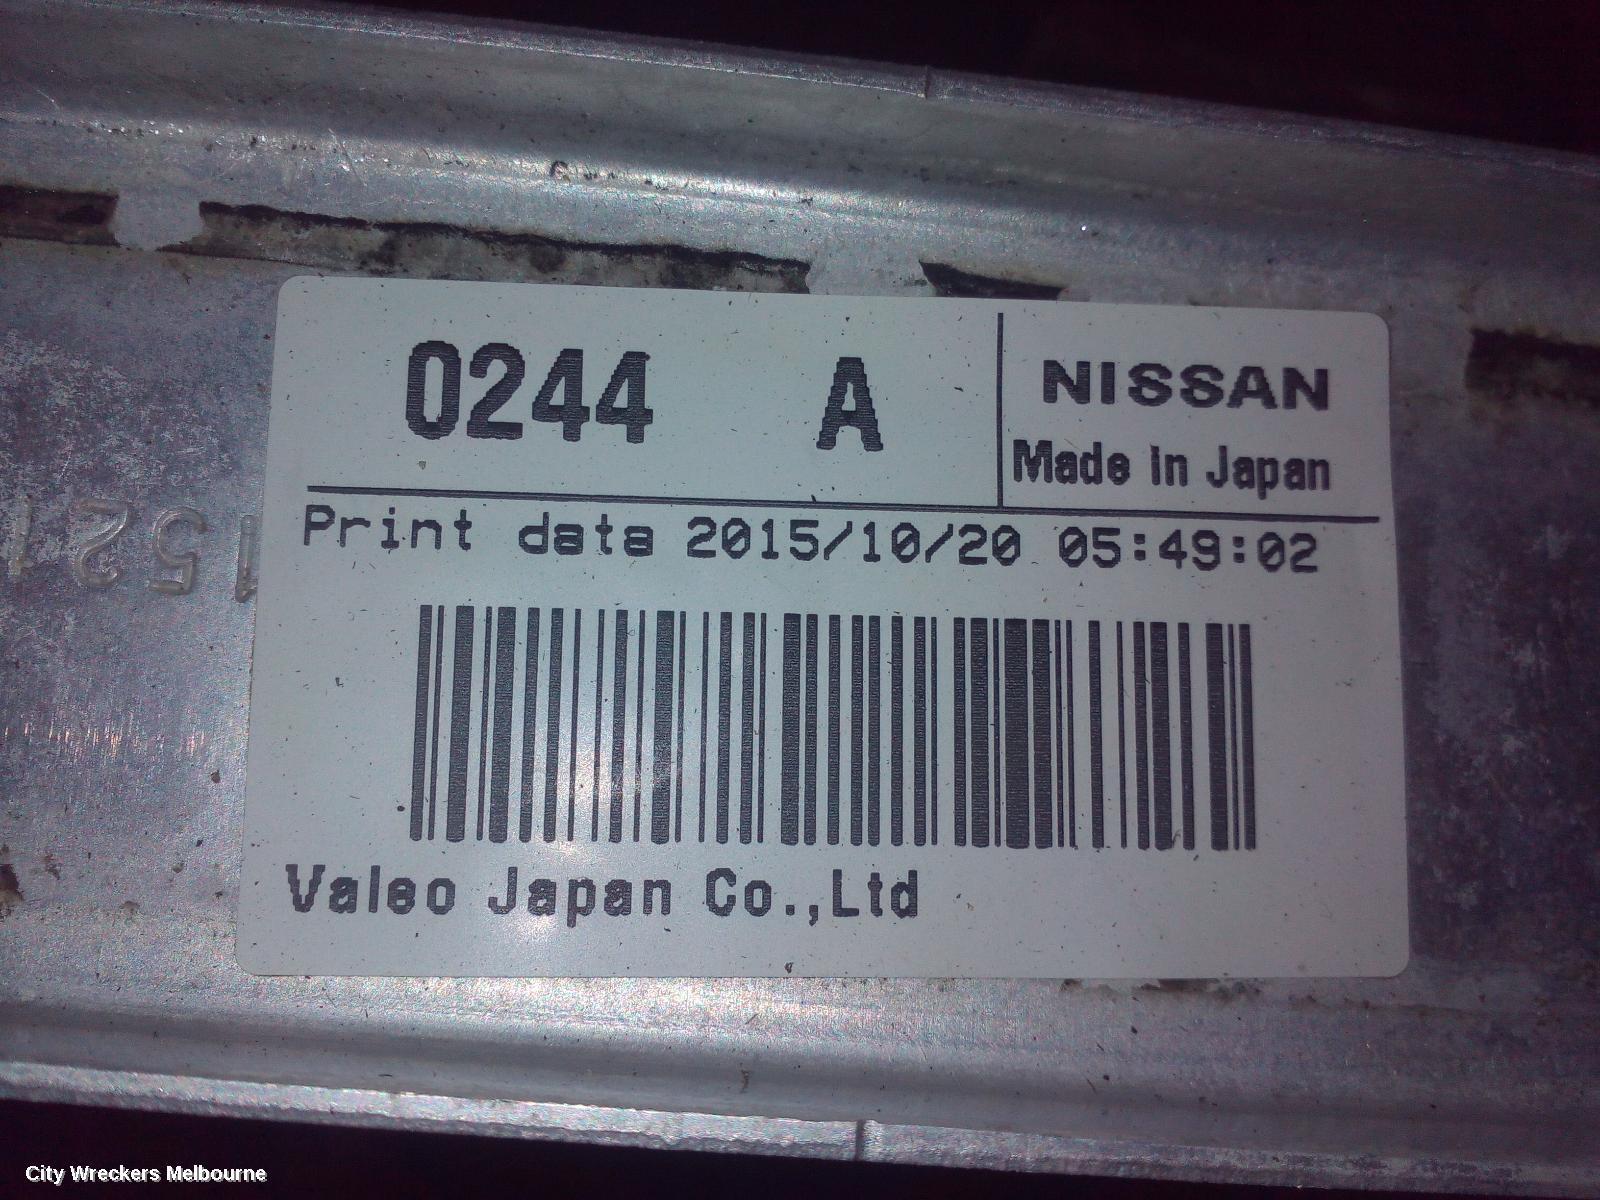 0244 A
NISSAN
Made in Japan
Print data 2015/10/20 05:49:02
Valeo Japan Co.,Ltd
1521
City Wreckers Melbourne